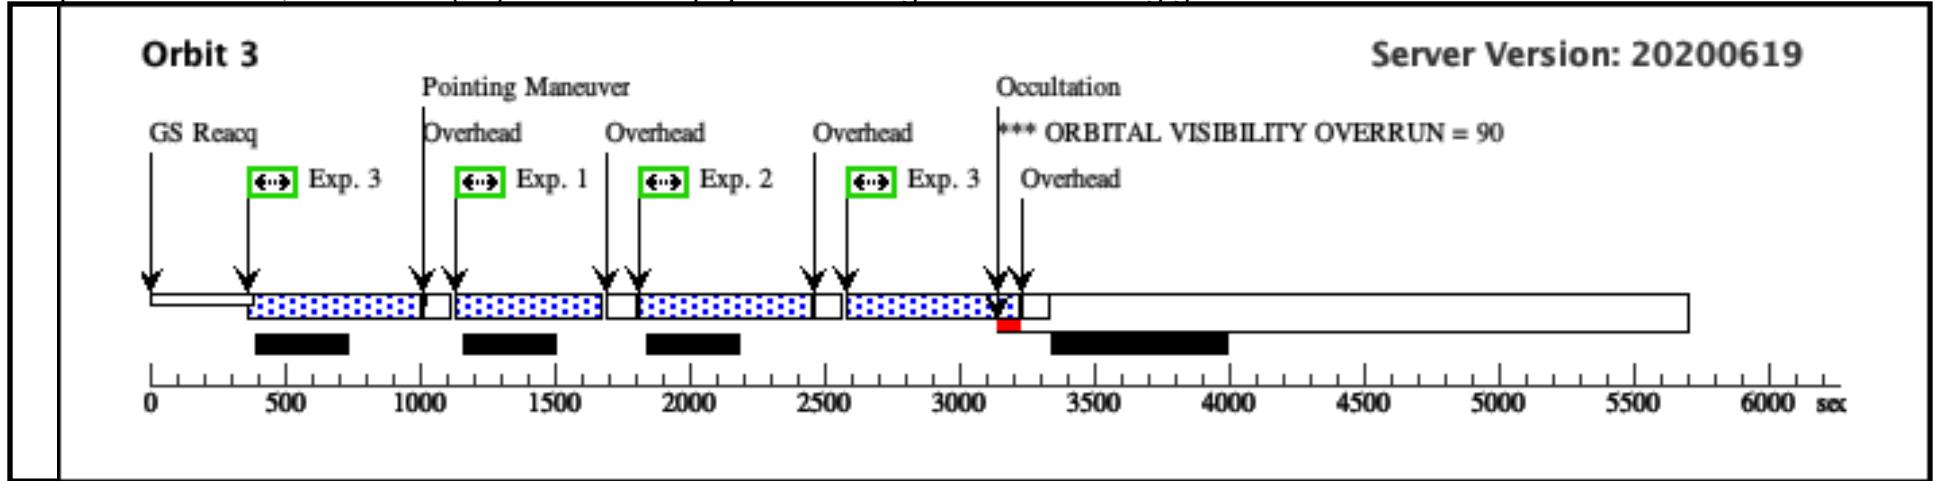 Orbit 3 Server Version: 20200619
Pointing Maneuver Occultation
GS Reacq Overhead Overhead Overhead *** ORBITAL VISIBILITY OVERRUN = 90
Exp. 3 Exp. 1 Exp. 2 Exp. 3 Overhead
0 500 1000 1500 2000 2500 3000 3500 4000 4500 5000 5500 6000 sec